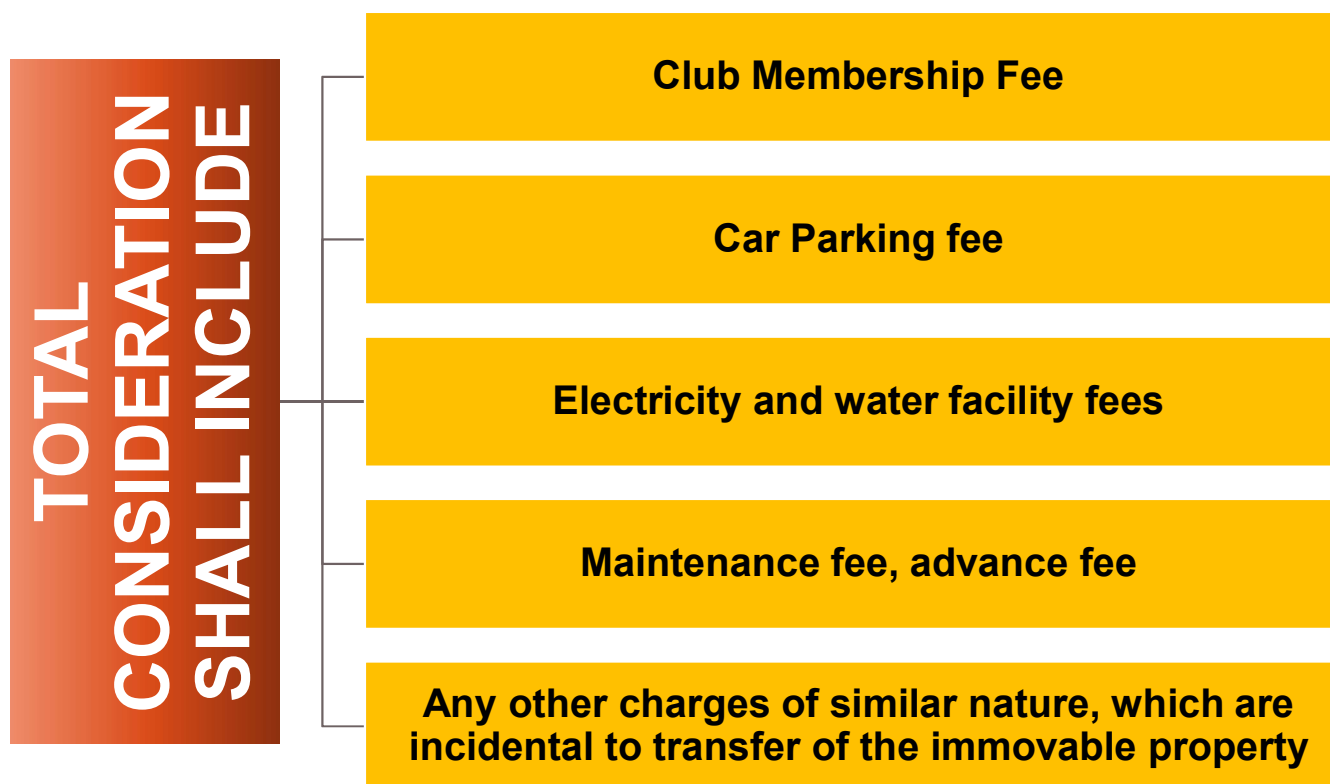 TOTAL
CONSIDERATION
SHALL INCLUDE
Club Membership Fee
Car Parking fee
Electricity and water facility fees
Maintenance fee, advance fee
Any other charges of similar nature, which are
incidental to transfer of the immovable property